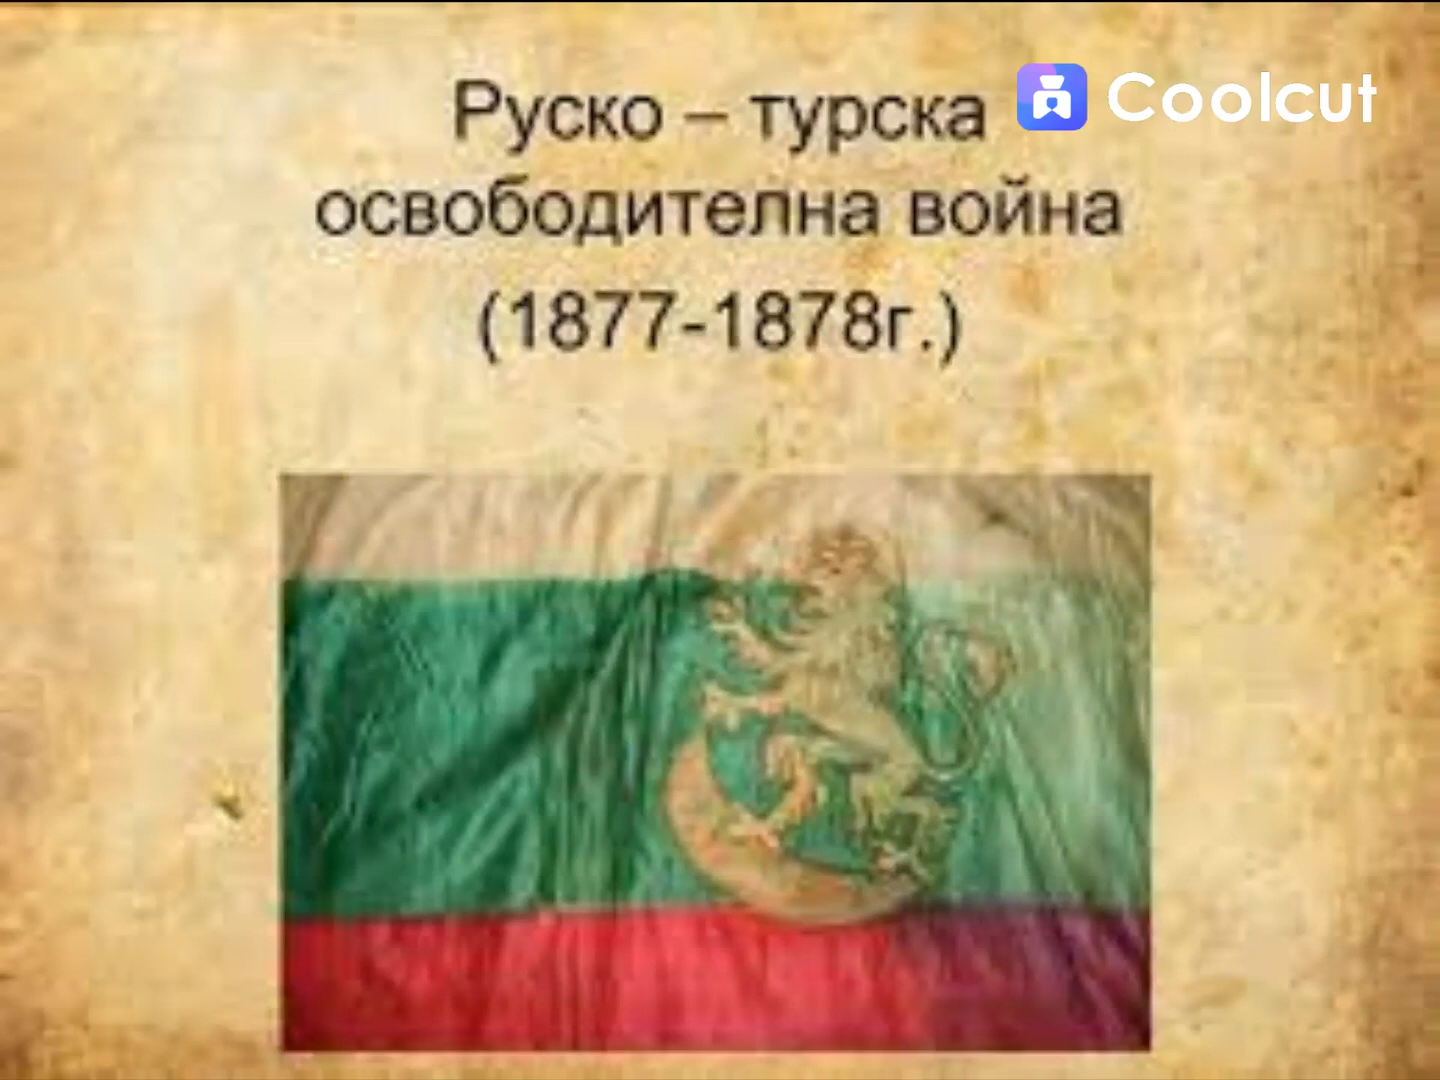 Руско – турска
освободителна война
(1877-1878г.)
Coolcut